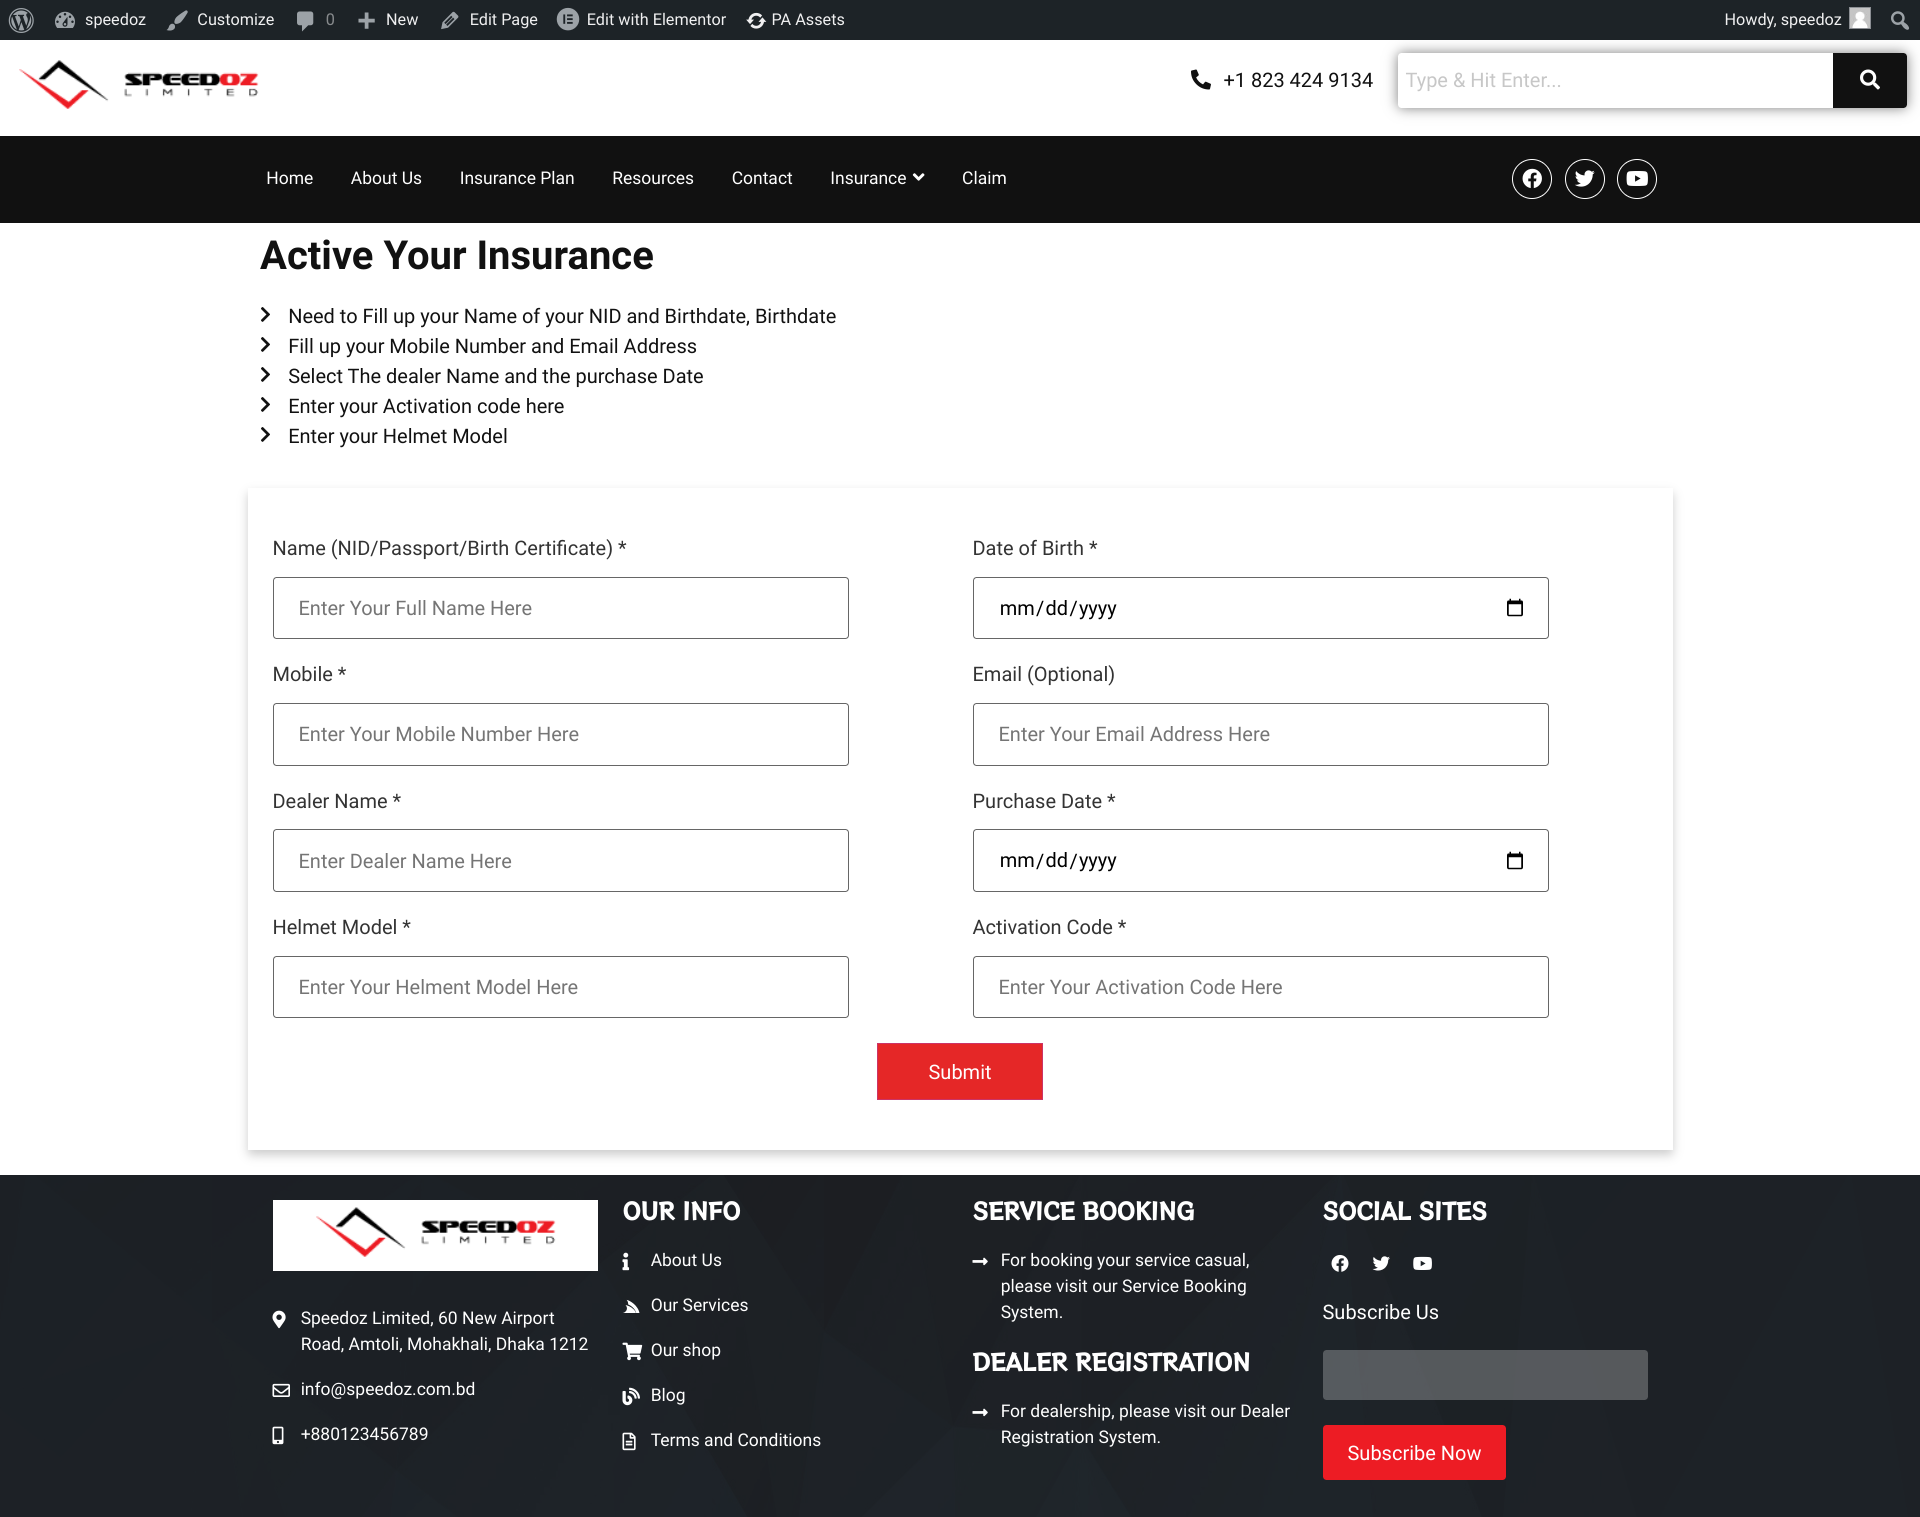 speedoz Customize 0 New Edit Page Edit with Elementor PA Assets Howdy, speedoz
SPEEDOZ
LIMITED
+1 823 424 9134
Type & Hit Enter...
Home About Us Insurance Plan Resources Contact Insurance Claim
Active Your Insurance
Need to Fill up your Name of your NID and Birthdate, Birthdate
Fill up your Mobile Number and Email Address
Select The dealer Name and the purchase Date
Enter your Activation code here
Enter your Helmet Model
Name (NID/Passport/Birth Certificate) *
Enter Your Full Name Here
Date of Birth *
mm/dd/yyyy
Mobile *
Enter Your Mobile Number Here
Email (Optional)
Enter Your Email Address Here
Dealer Name *
Enter Dealer Name Here
Purchase Date *
mm/dd/yyyy
Helmet Model *
Enter Your Helment Model Here
Activation Code *
Enter Your Activation Code Here
Submit
SPEEDOZ
LIMITED
Speedoz Limited, 60 New Airport
Road, Amtoli, Mohakhali, Dhaka 1212
info@speedoz.com.bd
+880123456789
OUR INFO
About Us
Our Services
Our shop
Blog
Terms and Conditions
SERVICE BOOKING
For booking your service casual,
please visit our Service Booking
System.
DEALER REGISTRATION
For dealership, please visit our Dealer
Registration System.
SOCIAL SITES
Subscribe Us
Subscribe Now